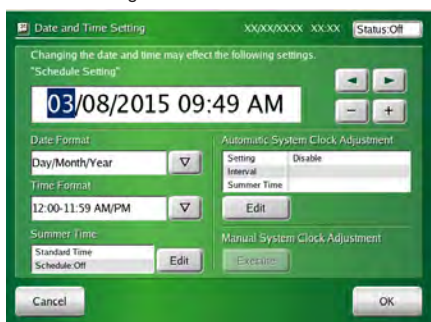 Date and Time Setting XX/XX/XXXX XX:XX Status:Off
Changing the date and time may effect the following settings.
"Schedule Setting"
03/08/2015 09:49 AM
- +
Date Format
Day/Month/Year
Time Format
12:00-11:59 AM/PM
Summer Time
Standard Time
Schedule:Off
Edit
Automatic System Clock Adjustment
Setting Disable
Interval
Summer Time
Edit
Manual System Clock Adjustment
Execute
Cancel
OK